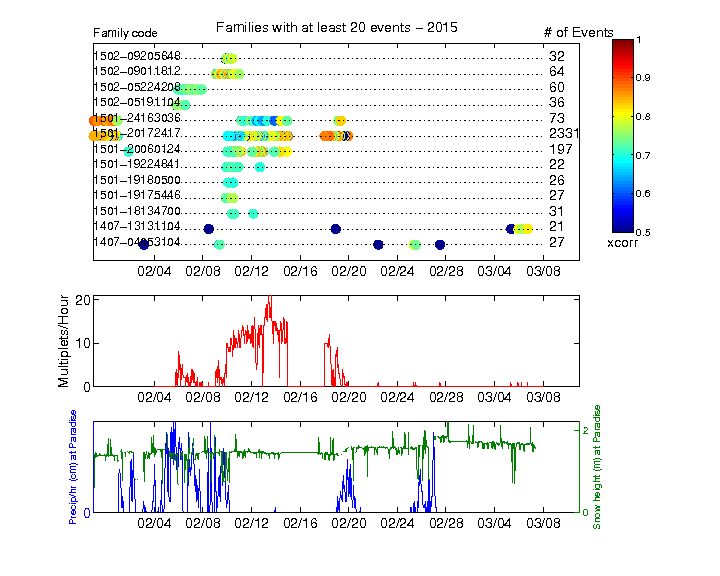 Families with at least 20 events − 2015
Family code
# of Events
1502−09205648 32
1502−09011812 64
1502−05224208 60
1502−05191104 36
1501−24163036 73
1501−20172417 2331
1501−20060124 197
1501−19224841 22
1501−19180500 26
1501−19175446 27
1501−18134700 31
1407−13131104 21
1407−04053104 27
02/04 02/08 02/12 02/16 02/20 02/24 02/28 03/04 03/08
1
0.9
0.8
0.7
0.6
0.5
xcorr
Multiplets/Hour
20
10
0
02/04 02/08 02/12 02/16 02/20 02/24 02/28 03/04 03/08
Precip/hr (cm) at Paradise
0
2
0
Snow height (m) at Paradise
02/04 02/08 02/12 02/16 02/20 02/24 02/28 03/04 03/08